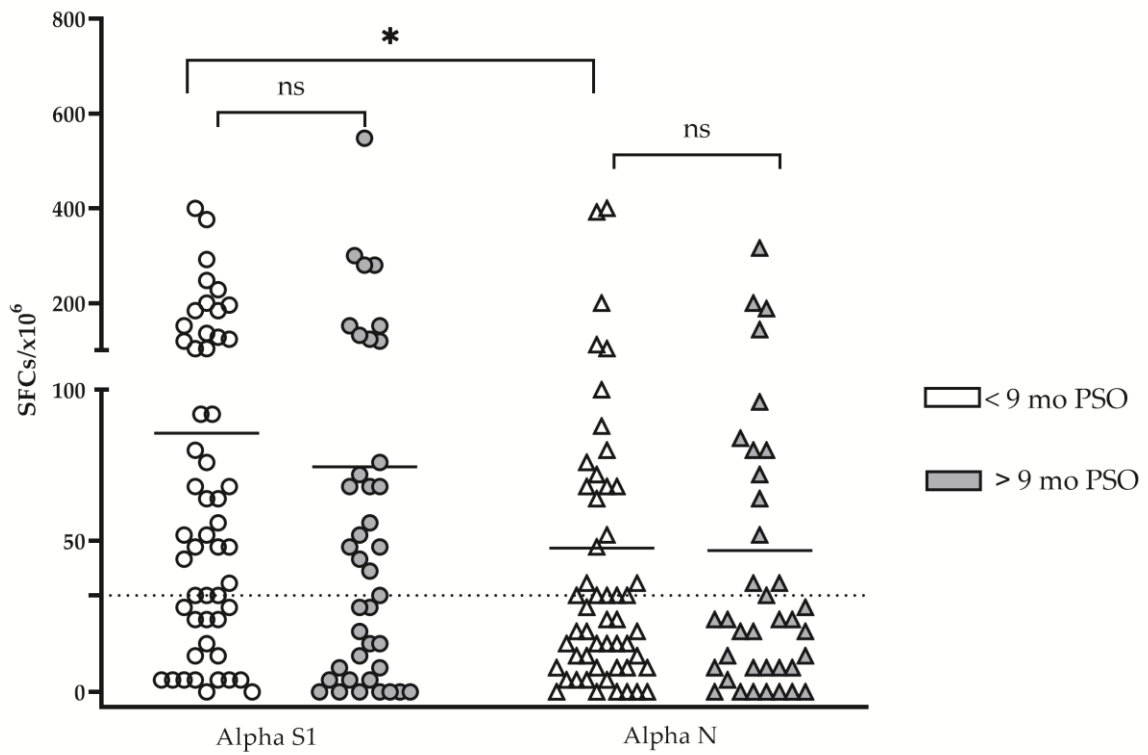 800
*
ns
600
ns
400
200
SFCs/x10⁶
100
< 9 mo PSO
> 9 mo PSO
50
0
Alpha S1
Alpha N